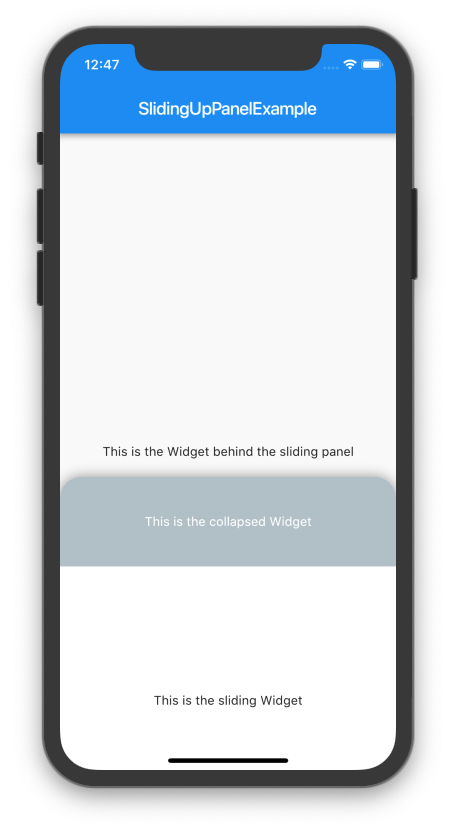 12:47
SlidingUpPanelExample
This is the Widget behind the sliding panel
This is the collapsed Widget
This is the sliding Widget